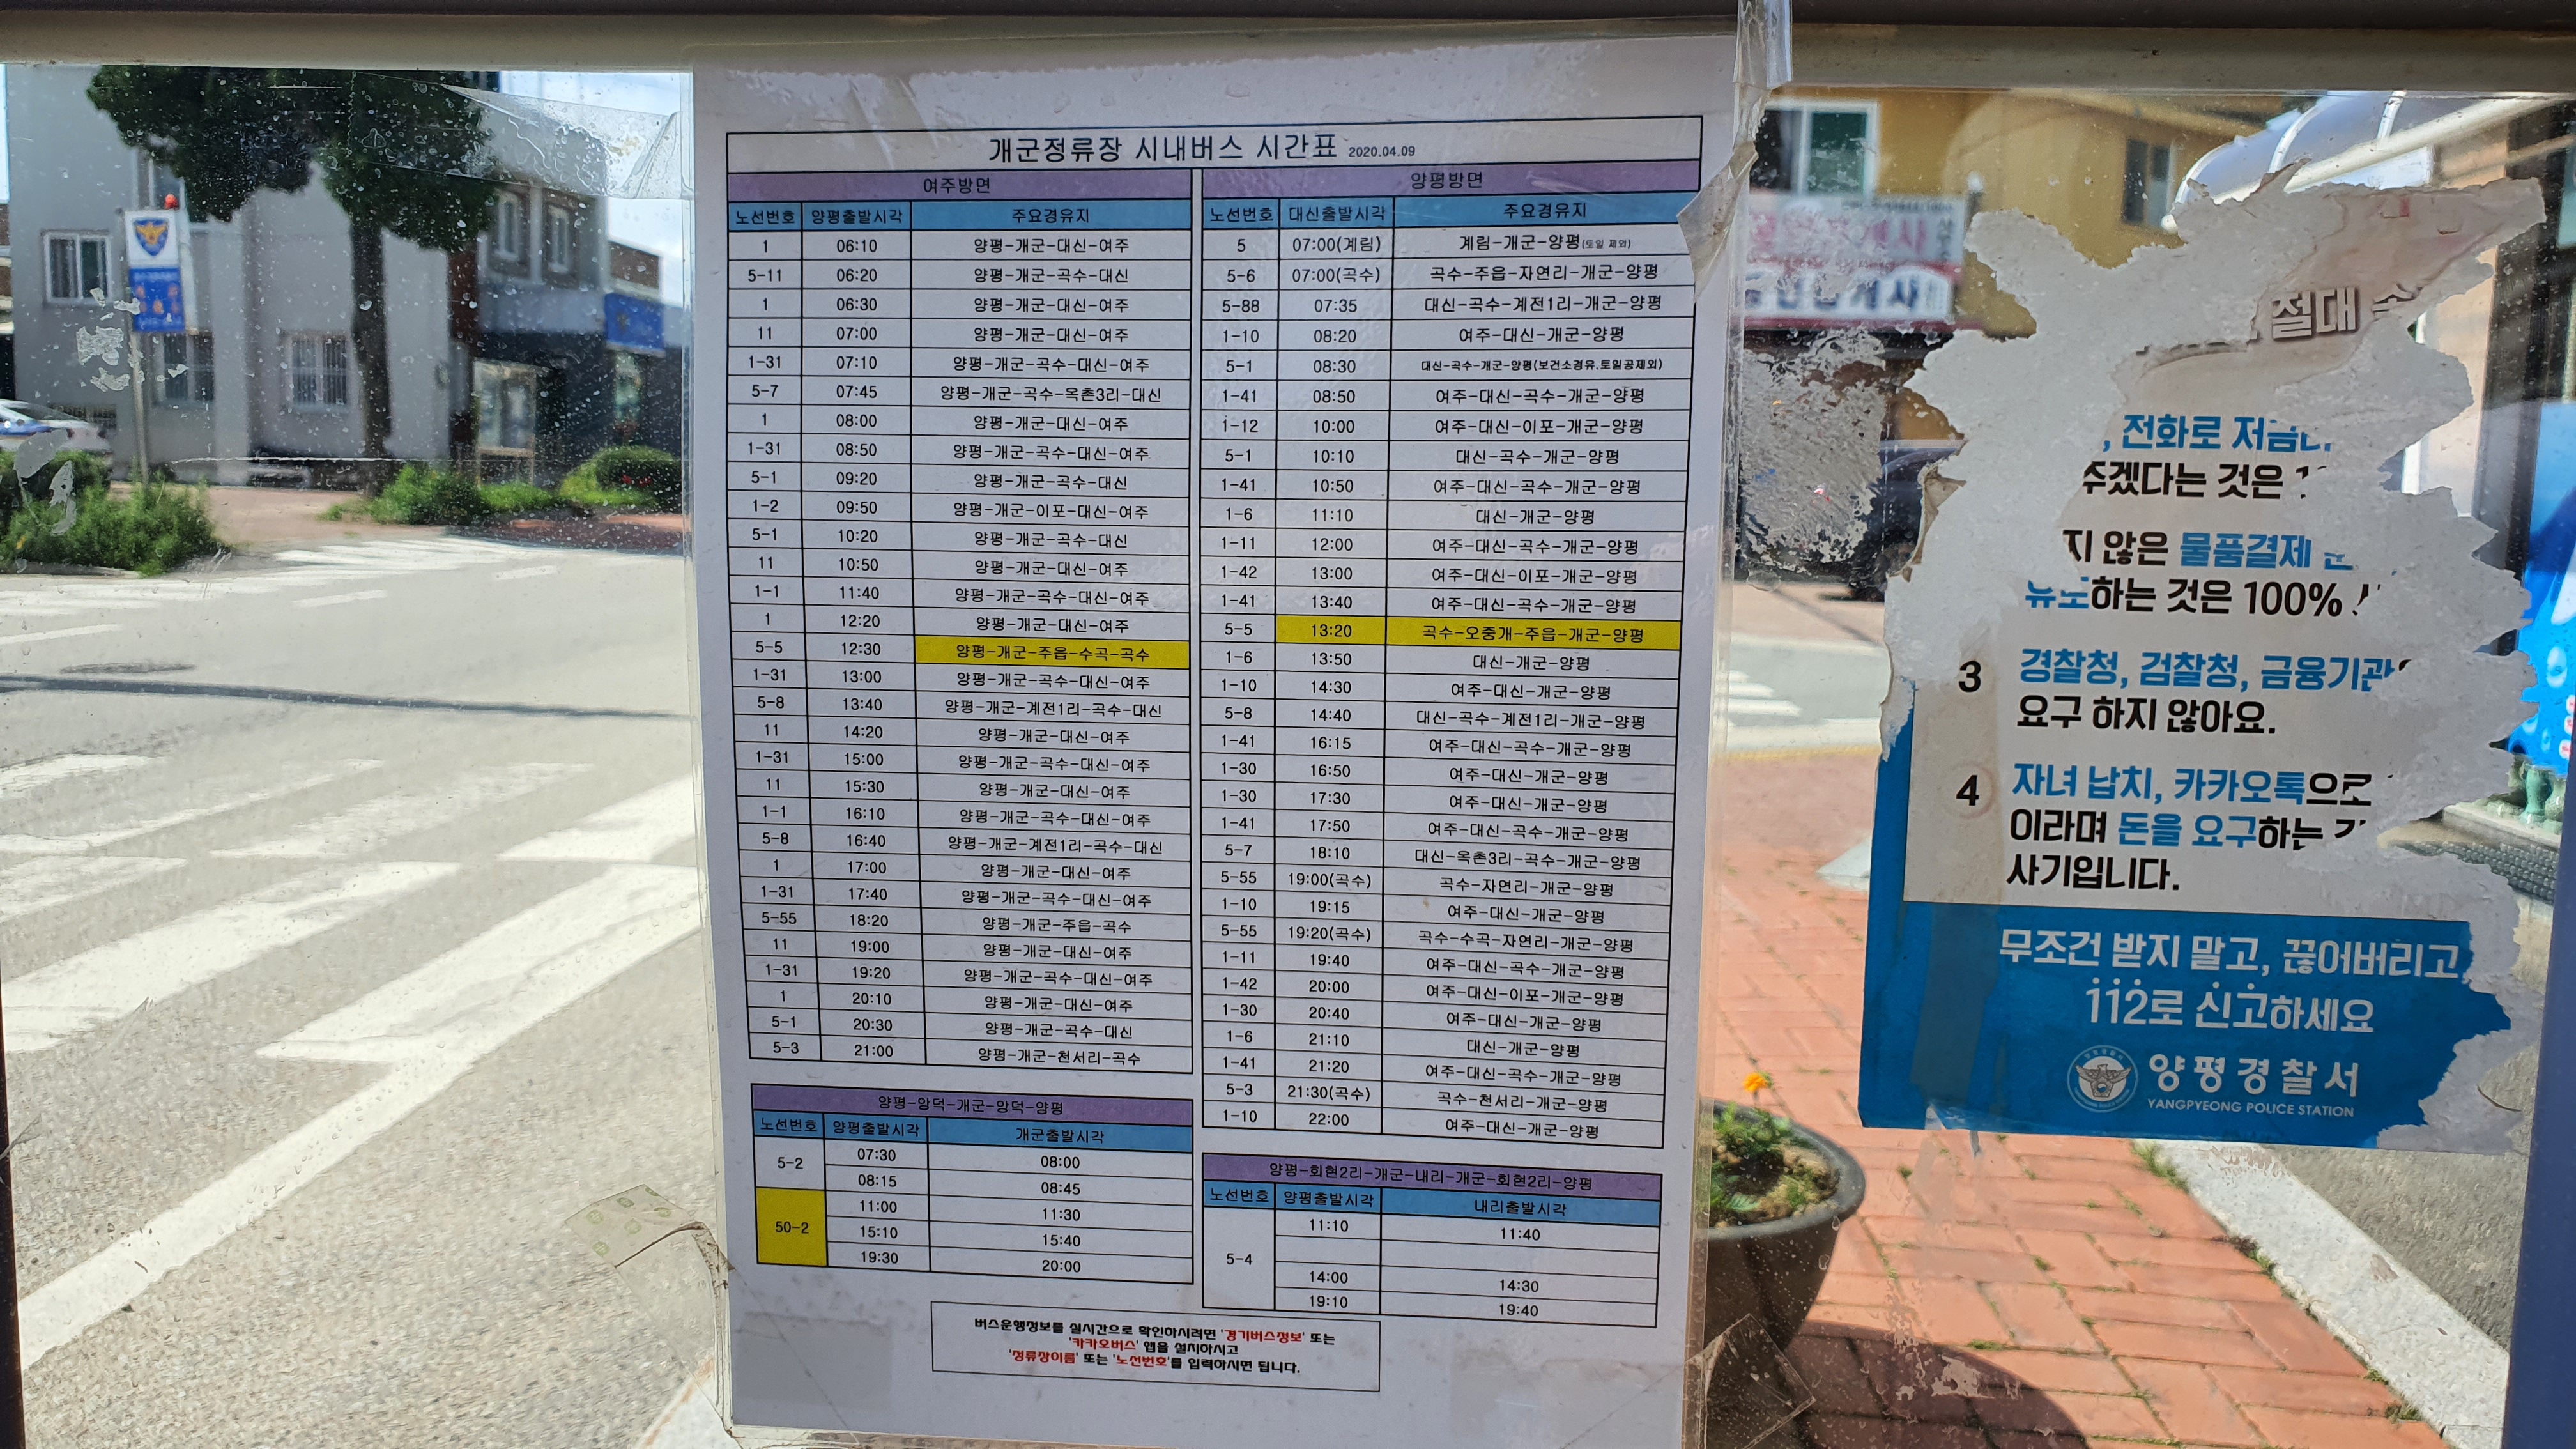 개군정류장 시내버스 시간표 2020.04.09
여주방면
노선번호 양평출발시각 주요경유지
1 06:10 양평-개군-대신-여주
5-11 06:20 양평-개군-곡수-대신
1 06:30 양평-개군-대신-여주
11 07:00 양평-개군-대신-여주
1-31 07:10 양평-개군-곡수-대신-여주
5-7 07:45 양평-개군-곡수-옥촌3리-대신
1 08:00 양평-개군-대신-여주
1-31 08:50 양평-개군-곡수-대신-여주
5-1 09:20 양평-개군-곡수-대신
1-2 09:50 양평-개군-이포-대신-여주
5-1 10:20 양평-개군-곡수-대신
11 10:50 양평-개군-대신-여주
1-1 11:40 양평-개군-곡수-대신-여주
1 12:20 양평-개군-대신-여주
5-5 12:30 양평-개군-주읍-수곡-곡수
1-31 13:00 양평-개군-곡수-대신-여주
5-8 13:40 양평-개군-계전1리-곡수-대신
11 14:20 양평-개군-대신-여주
1-31 15:00 양평-개군-곡수-대신-여주
11 15:30 양평-개군-대신-여주
1-1 16:10 양평-개군-곡수-대신-여주
5-8 16:40 양평-개군-계전1리-곡수-대신
1 17:00 양평-개군-대신-여주
1-31 17:40 양평-개군-곡수-대신-여주
5-55 18:20 양평-개군-주읍-곡수
11 19:00 양평-개군-대신-여주
1-31 19:20 양평-개군-곡수-대신-여주
1 20:10 양평-개군-대신-여주
5-1 20:30 양평-개군-곡수-대신
5-3 21:00 양평-개군-천서리-곡수
양평방면
노선번호 대신출발시각 주요경유지
5 07:00(계림) 계림-개군-양평(토일 제외)
5-6 07:00(곡수) 곡수-주읍-자연리-개군-양평
5-88 07:35 대신-곡수-계전1리-개군-양평
1-10 08:20 여주-대신-개군-양평
5-1 08:30 대신-곡수-개군-양평(보건소경유,토일공제외)
1-41 08:50 여주-대신-곡수-개군-양평
1-12 10:00 여주-대신-이포-개군-양평
5-1 10:10 대신-곡수-개군-양평
1-41 10:50 여주-대신-곡수-개군-양평
1-6 11:10 대신-개군-양평
1-11 12:00 여주-대신-곡수-개군-양평
1-42 13:00 여주-대신-이포-개군-양평
1-41 13:40 여주-대신-곡수-개군-양평
5-5 13:20 곡수-오중개-주읍-개군-양평
1-6 13:50 대신-개군-양평
1-10 14:30 여주-대신-개군-양평
5-8 14:40 대신-곡수-계전1리-개군-양평
1-41 16:15 여주-대신-곡수-개군-양평
1-30 16:50 여주-대신-개군-양평
1-30 17:30 여주-대신-개군-양평
1-41 17:50 여주-대신-곡수-개군-양평
5-7 18:10 대신-옥촌3리-곡수-개군-양평
5-55 19:00(곡수) 곡수-자연리-개군-양평
1-10 19:15 여주-대신-개군-양평
5-55 19:20(곡수) 곡수-수곡-자연리-개군-양평
1-11 19:40 여주-대신-곡수-개군-양평
1-42 20:00 여주-대신-이포-개군-양평
1-30 20:40 여주-대신-개군-양평
1-6 21:10 대신-개군-양평
1-41 21:20 여주-대신-곡수-개군-양평
5-3 21:30(곡수) 곡수-천서리-개군-양평
1-10 22:00 여주-대신-개군-양평
양평-앙덕-개군-앙덕-양평
노선번호 양평출발시각 개군출발시각
5-2 07:30 08:00
08:15 08:45
50-2 11:00 11:30
15:10 15:40
19:30 20:00
양평-회현2리-개군-내리-개군-회현2리-양평
노선번호 양평출발시각 내리출발시각
5-4 11:10 11:40
14:00 14:30
19:10 19:40
버스운행정보를 실시간으로 확인하시려면 '경기버스정보' 또는
'카카오버스' 앱을 설치하시고
'정류장이름' 또는 '노선번호'를 입력하시면 됩니다.
절대
, 전화로
주겠다는 것은
지 않은 물품결제
유도하는 것은 100%
3 경찰청, 검찰청, 금융기관
요구 하지 않아요.
4 자녀 납치, 카카오톡으로
이라며 돈을 요구하는
사기입니다.
무조건 받지 말고, 끊어버리고,
112로 신고하세요
양평경찰서
YANGPYEONG POLICE STATION